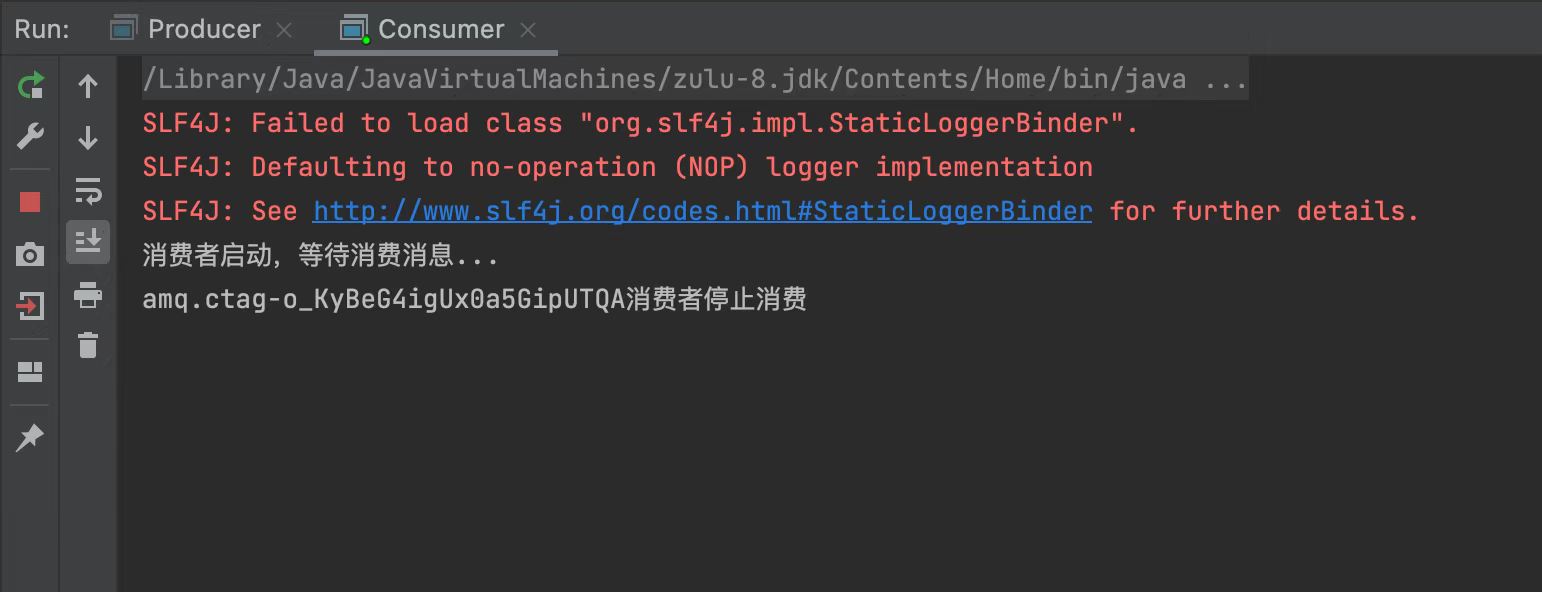 Run: Producer Consumer
/Library/Java/JavaVirtualMachines/zulu-8.jdk/Contents/Home/bin/java ...
SLF4J: Failed to load class "org.slf4j.impl.StaticLoggerBinder".
SLF4J: Defaulting to no-operation (NOP) logger implementation
SLF4J: See http://www.slf4j.org/codes.html#StaticLoggerBinder for further details.
消费者启动，等待消费消息...
amq.ctag-o_KyBeG4igUx0a5GipUTQA消费者停止消费